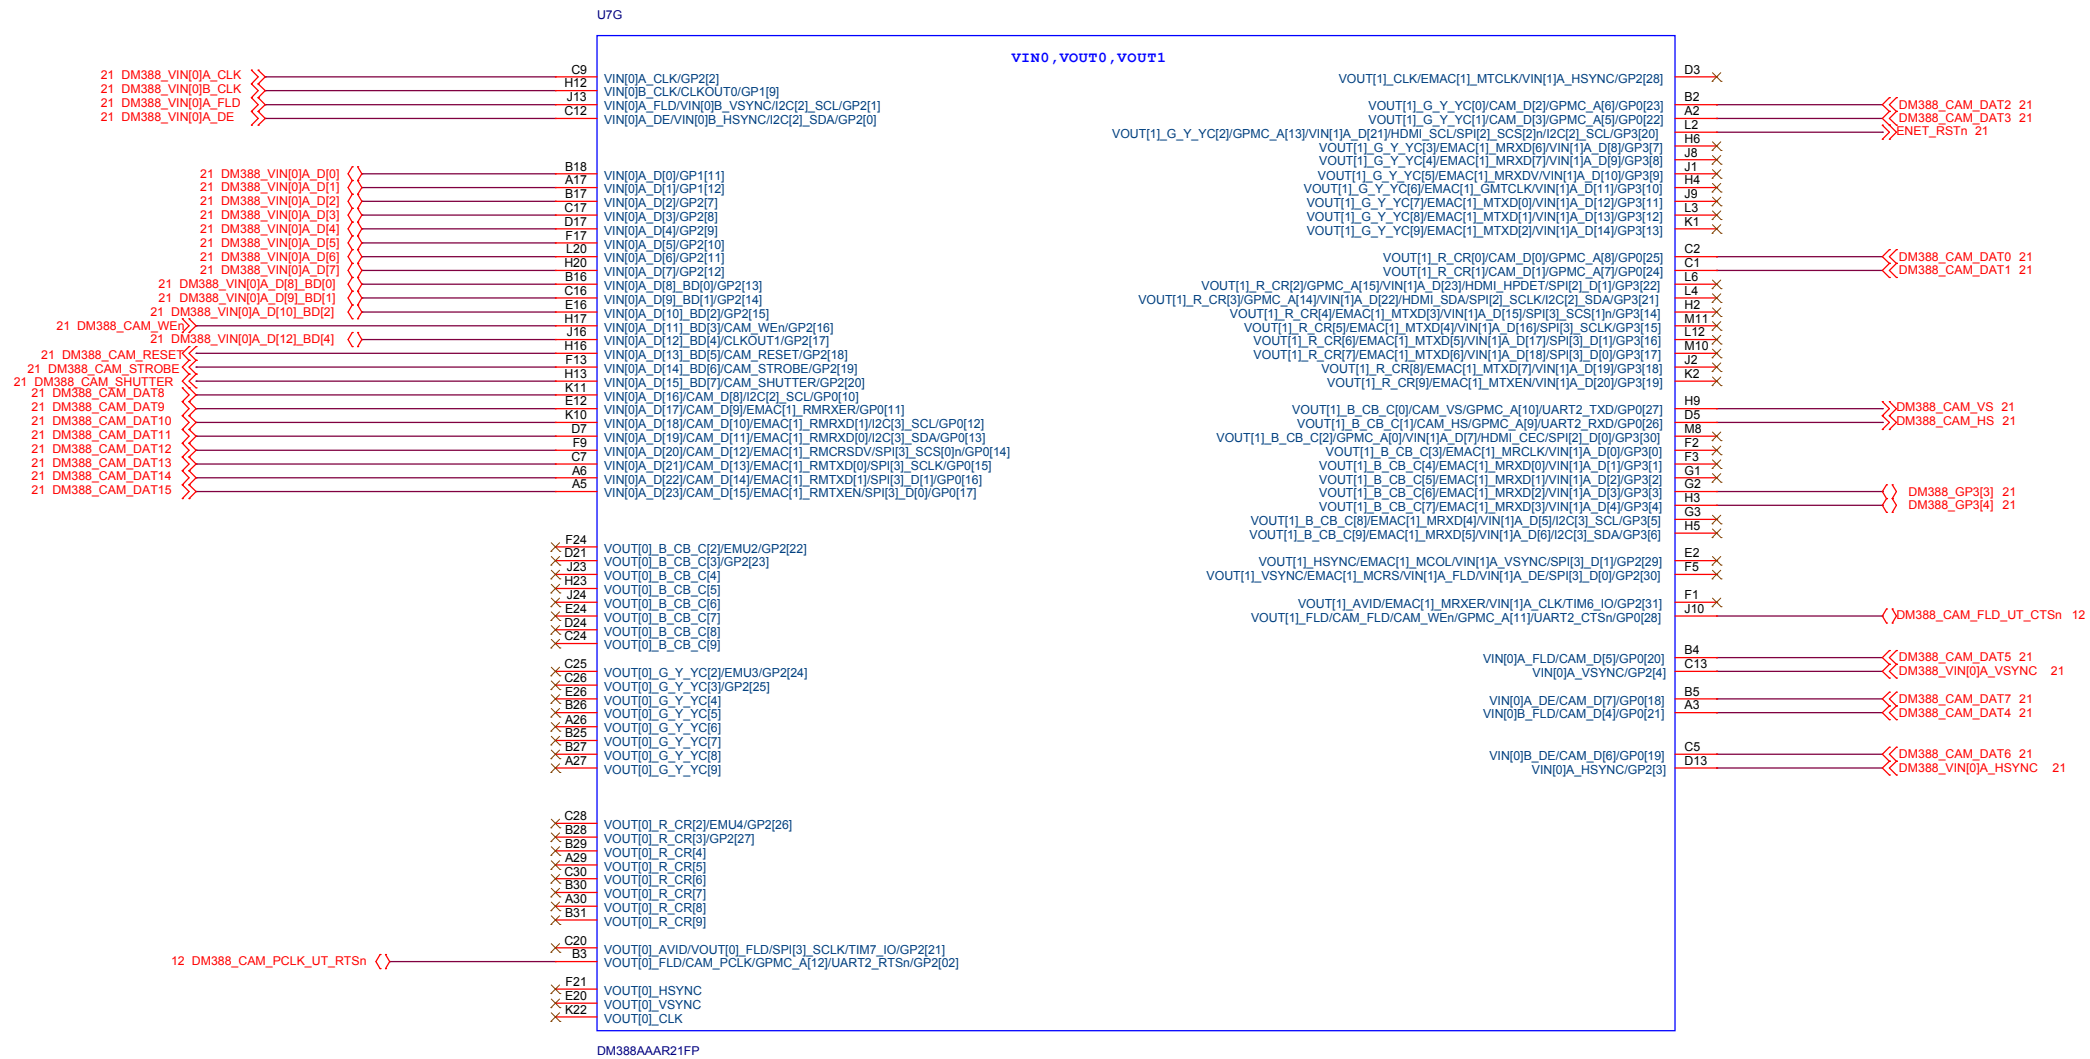 U7G
VIN0,VOUT0,VOUT1
21 DM388_VIN[0]A_CLK C9 VIN[0]A_CLK/GP2[2]
21 DM388_VIN[0]B_CLK H12 VIN[0]B_CLK/CLKOUT0/GP1[9]
21 DM388_VIN[0]A_FLD J13 VIN[0]A_FLD/VIN[0]B_VSYNC/I2C[2]_SCL/GP2[1]
21 DM388_VIN[0]A_DE C12 VIN[0]A_DE/VIN[0]B_HSYNC/I2C[2]_SDA/GP2[0]
21 DM388_VIN[0]A_D[0] B18 VIN[0]A_D[0]/GP1[11]
21 DM388_VIN[0]A_D[1] A17 VIN[0]A_D[1]/GP1[12]
21 DM388_VIN[0]A_D[2] B17 VIN[0]A_D[2]/GP2[7]
21 DM388_VIN[0]A_D[3] C17 VIN[0]A_D[3]/GP2[8]
21 DM388_VIN[0]A_D[4] D17 VIN[0]A_D[4]/GP2[9]
21 DM388_VIN[0]A_D[5] F17 VIN[0]A_D[5]/GP2[10]
21 DM388_VIN[0]A_D[6] L20 VIN[0]A_D[6]/GP2[11]
21 DM388_VIN[0]A_D[7] H20 VIN[0]A_D[7]/GP2[12]
21 DM388_VIN[0]A_D[8]_BD[0] B16 VIN[0]A_D[8]_BD[0]/GP2[13]
21 DM388_VIN[0]A_D[9]_BD[1] C16 VIN[0]A_D[9]_BD[1]/GP2[14]
21 DM388_VIN[0]A_D[10]_BD[2] E16 VIN[0]A_D[10]_BD[2]/GP2[15]
21 DM388_CAM_WEn H17 VIN[0]A_D[11]_BD[3]/CAM_WEn/GP2[16]
21 DM388_VIN[0]A_D[12]_BD[4] J16 VIN[0]A_D[12]_BD[4]/CLKOUT1/GP2[17]
21 DM388_CAM_RESET H16 VIN[0]A_D[13]_BD[5]/CAM_RESET/GP2[18]
21 DM388_CAM_STROBE F13 VIN[0]A_D[14]_BD[6]/CAM_STROBE/GP2[19]
21 DM388_CAM_SHUTTER H13 VIN[0]A_D[15]_BD[7]/CAM_SHUTTER/GP2[20]
21 DM388_CAM_DAT8 K11 VIN[0]A_D[16]/CAM_D[8]/I2C[2]_SCL/GP0[10]
21 DM388_CAM_DAT9 E12 VIN[0]A_D[17]/CAM_D[9]/EMAC[1]_RMRXER/GP0[11]
21 DM388_CAM_DAT10 K10 VIN[0]A_D[18]/CAM_D[10]/EMAC[1]_RMRXD[1]/I2C[3]_SCL/GP0[12]
21 DM388_CAM_DAT11 D7 VIN[0]A_D[19]/CAM_D[11]/EMAC[1]_RMRXD[0]/I2C[3]_SDA/GP0[13]
21 DM388_CAM_DAT12 F9 VIN[0]A_D[20]/CAM_D[12]/EMAC[1]_RMCRSDV/SPI[3]_SCS[0]n/GP0[14]
21 DM388_CAM_DAT13 C7 VIN[0]A_D[21]/CAM_D[13]/EMAC[1]_RMTXD[0]/SPI[3]_SCLK/GP0[15]
21 DM388_CAM_DAT14 A6 VIN[0]A_D[22]/CAM_D[14]/EMAC[1]_RMTXD[1]/SPI[3]_D[1]/GP0[16]
21 DM388_CAM_DAT15 A5 VIN[0]A_D[23]/CAM_D[15]/EMAC[1]_RMTXEN/SPI[3]_D[0]/GP0[17]
F24 VOUT[0]_B_CB_C[2]/EMU2/GP2[22]
D21 VOUT[0]_B_CB_C[3]/GP2[23]
J23 VOUT[0]_B_CB_C[4]
H23 VOUT[0]_B_CB_C[5]
J24 VOUT[0]_B_CB_C[6]
E24 VOUT[0]_B_CB_C[7]
D24 VOUT[0]_B_CB_C[8]
C24 VOUT[0]_B_CB_C[9]
C25 VOUT[0]_G_Y_YC[2]/EMU3/GP2[24]
C26 VOUT[0]_G_Y_YC[3]/GP2[25]
E26 VOUT[0]_G_Y_YC[4]
B26 VOUT[0]_G_Y_YC[5]
A26 VOUT[0]_G_Y_YC[6]
B25 VOUT[0]_G_Y_YC[7]
B27 VOUT[0]_G_Y_YC[8]
A27 VOUT[0]_G_Y_YC[9]
C28 VOUT[0]_R_CR[2]/EMU4/GP2[26]
B28 VOUT[0]_R_CR[3]/GP2[27]
B29 VOUT[0]_R_CR[4]
A29 VOUT[0]_R_CR[5]
C30 VOUT[0]_R_CR[6]
B30 VOUT[0]_R_CR[7]
A30 VOUT[0]_R_CR[8]
B31 VOUT[0]_R_CR[9]
C20 VOUT[0]_AVID/VOUT[0]_FLD/SPI[3]_SCLK/TIM7_IO/GP2[21]
12 DM388_CAM_PCLK_UT_RTSn B3 VOUT[0]_FLD/CAM_PCLK/GPMC_A[12]/UART2_RTSn/GP2[02]
F21 VOUT[0]_HSYNC
E20 VOUT[0]_VSYNC
K22 VOUT[0]_CLK
VOUT[1]_CLK/EMAC[1]_MTCLK/VIN[1]A_HSYNC/GP2[28] D3
VOUT[1]_G_Y_YC[0]/CAM_D[2]/GPMC_A[6]/GP0[23] B2 DM388_CAM_DAT2 21
VOUT[1]_G_Y_YC[1]/CAM_D[3]/GPMC_A[5]/GP0[22] A2 DM388_CAM_DAT3 21
VOUT[1]_G_Y_YC[2]/GPMC_A[13]/VIN[1]A_D[21]/HDMI_SCL/SPI[2]_SCS[2]n/I2C[2]_SCL/GP3[20] L2 ENET_RSTn 21
VOUT[1]_G_Y_YC[3]/EMAC[1]_MRXD[6]/VIN[1]A_D[8]/GP3[7] H6
VOUT[1]_G_Y_YC[4]/EMAC[1]_MRXD[7]/VIN[1]A_D[9]/GP3[8] J8
VOUT[1]_G_Y_YC[5]/EMAC[1]_MRXDV/VIN[1]A_D[10]/GP3[9] J1
VOUT[1]_G_Y_YC[6]/EMAC[1]_GMTCLK/VIN[1]A_D[11]/GP3[10] H4
VOUT[1]_G_Y_YC[7]/EMAC[1]_MTXD[0]/VIN[1]A_D[12]/GP3[11] J9
VOUT[1]_G_Y_YC[8]/EMAC[1]_MTXD[1]/VIN[1]A_D[13]/GP3[12] L3
VOUT[1]_G_Y_YC[9]/EMAC[1]_MTXD[2]/VIN[1]A_D[14]/GP3[13] K1
VOUT[1]_R_CR[0]/CAM_D[0]/GPMC_A[8]/GP0[25] C2 DM388_CAM_DAT0 21
VOUT[1]_R_CR[1]/CAM_D[1]/GPMC_A[7]/GP0[24] C1 DM388_CAM_DAT1 21
VOUT[1]_R_CR[2]/GPMC_A[15]/VIN[1]A_D[23]/HDMI_HPDET/SPI[2]_D[1]/GP3[22] L6
VOUT[1]_R_CR[3]/GPMC_A[14]/VIN[1]A_D[22]/HDMI_SDA/SPI[2]_SCLK/I2C[2]_SDA/GP3[21] L4
VOUT[1]_R_CR[4]/EMAC[1]_MTXD[3]/VIN[1]A_D[15]/SPI[3]_SCS[1]n/GP3[14] H2
VOUT[1]_R_CR[5]/EMAC[1]_MTXD[4]/VIN[1]A_D[16]/SPI[3]_SCLK/GP3[15] M11
VOUT[1]_R_CR[6]/EMAC[1]_MTXD[5]/VIN[1]A_D[17]/SPI[3]_D[1]/GP3[16] L12
VOUT[1]_R_CR[7]/EMAC[1]_MTXD[6]/VIN[1]A_D[18]/SPI[3]_D[0]/GP3[17] M10
VOUT[1]_R_CR[8]/EMAC[1]_MTXD[7]/VIN[1]A_D[19]/GP3[18] J2
VOUT[1]_R_CR[9]/EMAC[1]_MTXEN/VIN[1]A_D[20]/GP3[19] K2
VOUT[1]_B_CB_C[0]/CAM_VS/GPMC_A[10]/UART2_TXD/GP0[27] H9 DM388_CAM_VS 21
VOUT[1]_B_CB_C[1]/CAM_HS/GPMC_A[9]/UART2_RXD/GP0[26] D5 DM388_CAM_HS 21
VOUT[1]_B_CB_C[2]/GPMC_A[0]/VIN[1]A_D[7]/HDMI_CEC/SPI[2]_D[0]/GP3[30] M8
VOUT[1]_B_CB_C[3]/EMAC[1]_MRCLK/VIN[1]A_D[0]/GP3[0] F2
VOUT[1]_B_CB_C[4]/EMAC[1]_MRXD[0]/VIN[1]A_D[1]/GP3[1] F3
VOUT[1]_B_CB_C[5]/EMAC[1]_MRXD[1]/VIN[1]A_D[2]/GP3[2] G1
VOUT[1]_B_CB_C[6]/EMAC[1]_MRXD[2]/VIN[1]A_D[3]/GP3[3] G2 DM388_GP3[3] 21
VOUT[1]_B_CB_C[7]/EMAC[1]_MRXD[3]/VIN[1]A_D[4]/GP3[4] H3 DM388_GP3[4] 21
VOUT[1]_B_CB_C[8]/EMAC[1]_MRXD[4]/VIN[1]A_D[5]/I2C[3]_SCL/GP3[5] G3
VOUT[1]_B_CB_C[9]/EMAC[1]_MRXD[5]/VIN[1]A_D[6]/I2C[3]_SDA/GP3[6] H5
VOUT[1]_HSYNC/EMAC[1]_MCOL/VIN[1]A_VSYNC/SPI[3]_D[1]/GP2[29] E2
VOUT[1]_VSYNC/EMAC[1]_MCRS/VIN[1]A_FLD/VIN[1]A_DE/SPI[3]_D[0]/GP2[30] F5
VOUT[1]_AVID/EMAC[1]_MRXER/VIN[1]A_CLK/TIM6_IO/GP2[31] F1
VOUT[1]_FLD/CAM_FLD/CAM_WEn/GPMC_A[11]/UART2_CTSn/GP0[28] J10 DM388_CAM_FLD_UT_CTSn 12
VIN[0]A_FLD/CAM_D[5]/GP0[20] B4 DM388_CAM_DAT5 21
VIN[0]A_VSYNC/GP2[4] C13 DM388_VIN[0]A_VSYNC 21
VIN[0]A_DE/CAM_D[7]/GP0[18] B5 DM388_CAM_DAT7 21
VIN[0]B_FLD/CAM_D[4]/GP0[21] A3 DM388_CAM_DAT4 21
VIN[0]B_DE/CAM_D[6]/GP0[19] C5 DM388_CAM_DAT6 21
VIN[0]A_HSYNC/GP2[3] D13 DM388_VIN[0]A_HSYNC 21
DM388AAAR21FP